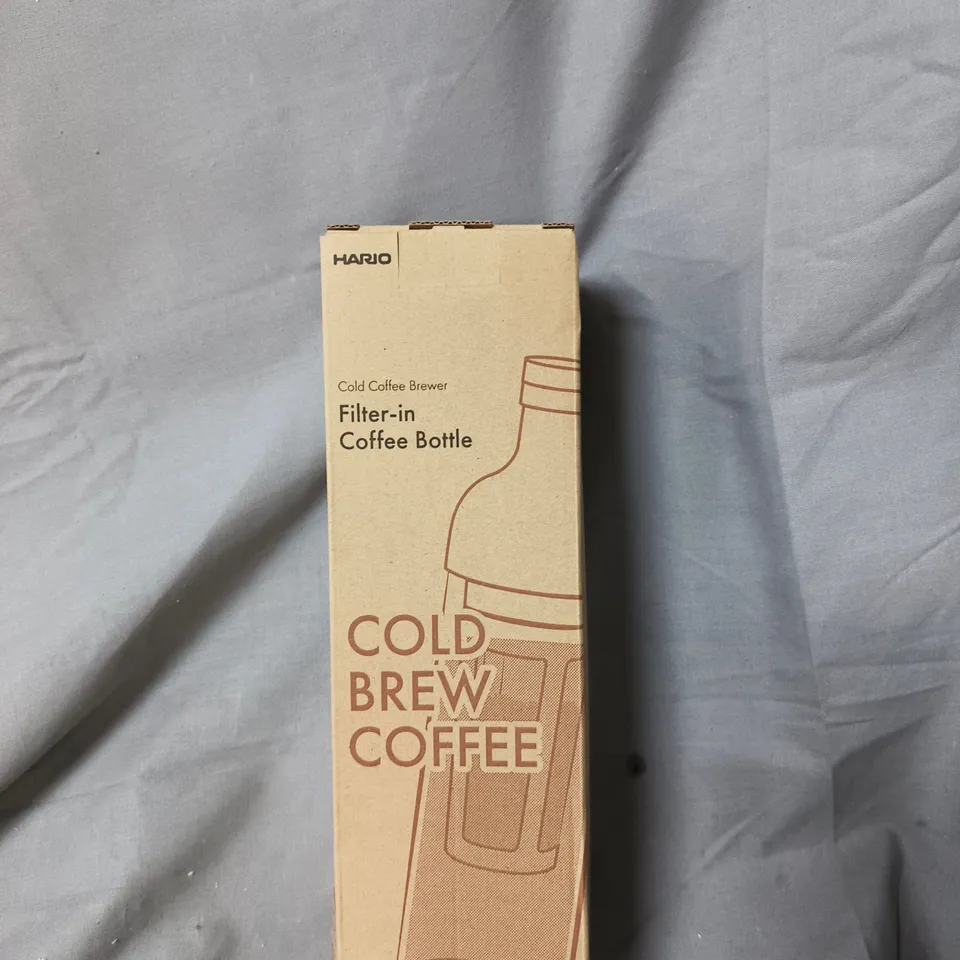 HARIO
Cold Coffee Brewer
Filter-in
Coffee Bottle
COLD
BREW
COFFEE